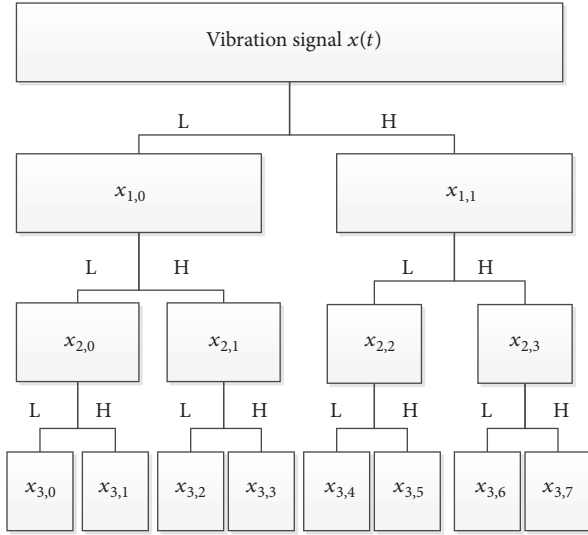 Vibration signal x(t)
L H
x1,0 x1,1
L H L H
x2,0 x2,1 x2,2 x2,3
L H L H L H L H
x3,0 x3,1 x3,2 x3,3 x3,4 x3,5 x3,6 x3,7